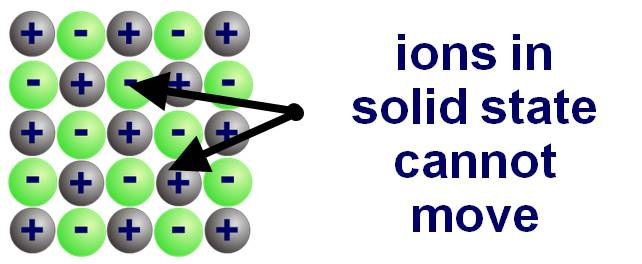 + - + - +
- + - + -
+ - + - +
- + - + -
+ - + - +
ions in
solid state
cannot
move